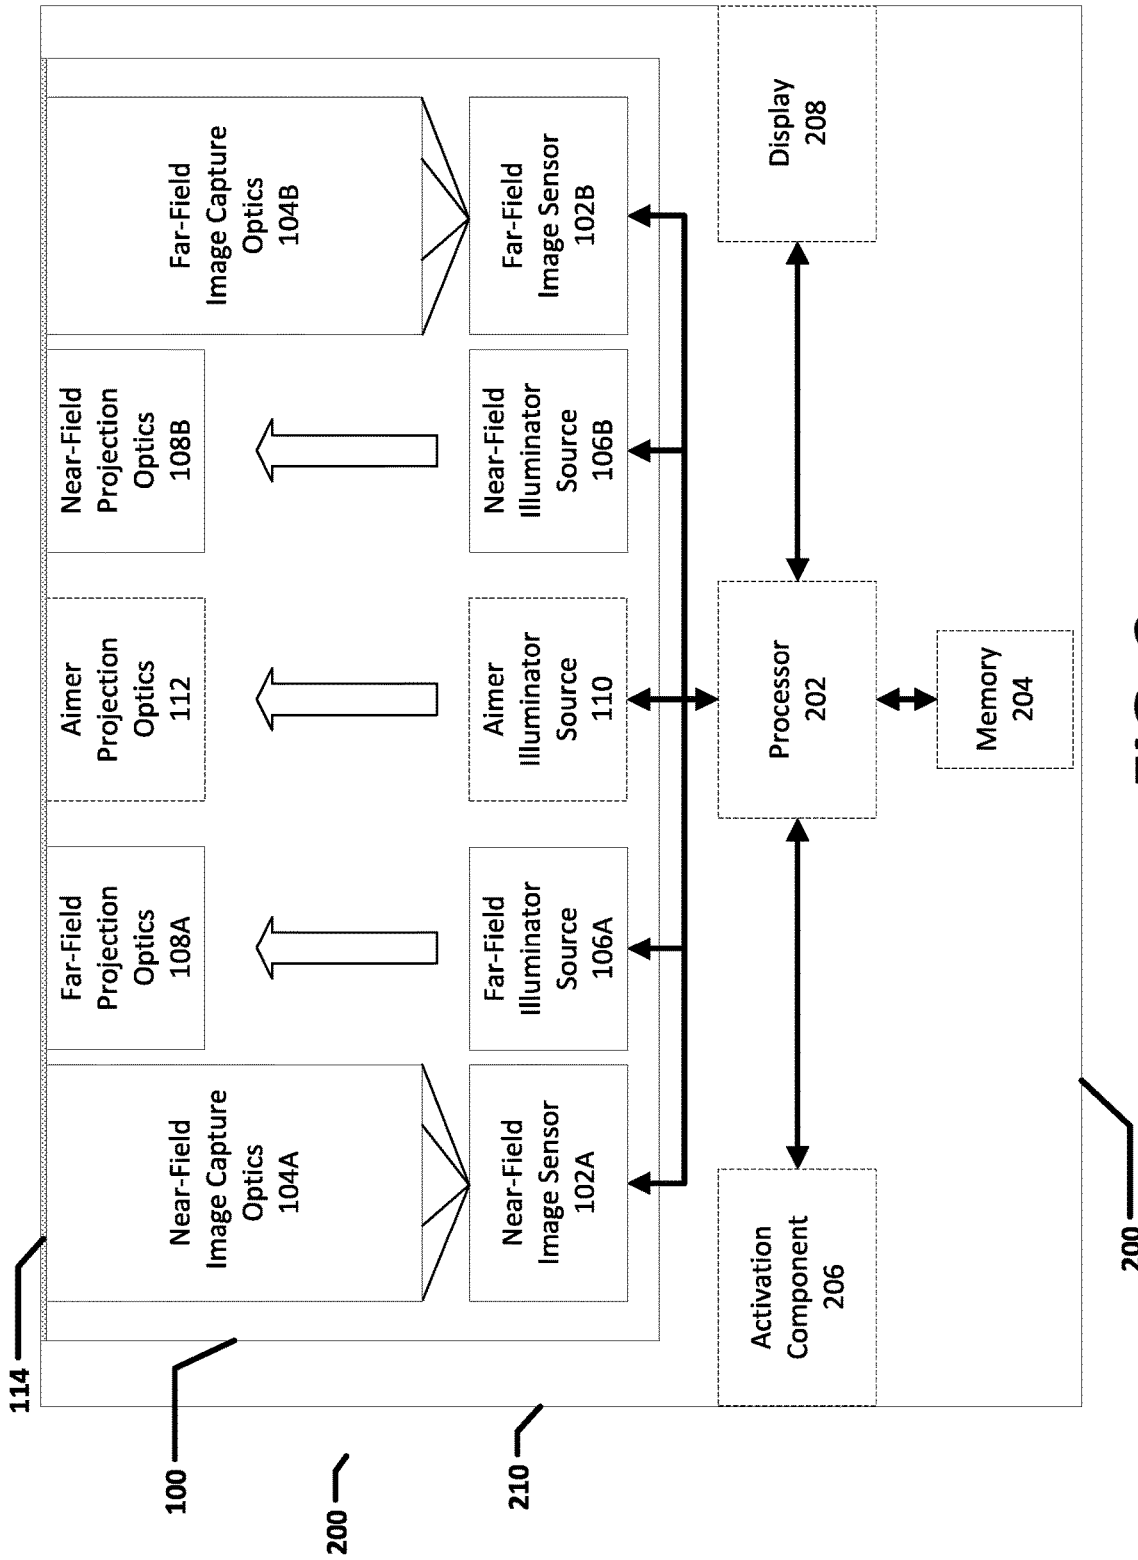 114
100
200
210
Near-Field
Image Capture
Optics
104A
Far-Field
Projection
Optics
108A
Aimer
Projection
Optics
112
Near-Field
Projection
Optics
108B
Far-Field
Image Capture
Optics
104B
Near-Field
Image Sensor
102A
Far-Field
Illuminator
Source
106A
Aimer
Illuminator
Source
110
Near-Field
Illuminator
Source
106B
Far-Field
Image Sensor
102B
Activation
Component
206
Processor
202
Display
208
Memory
204
200